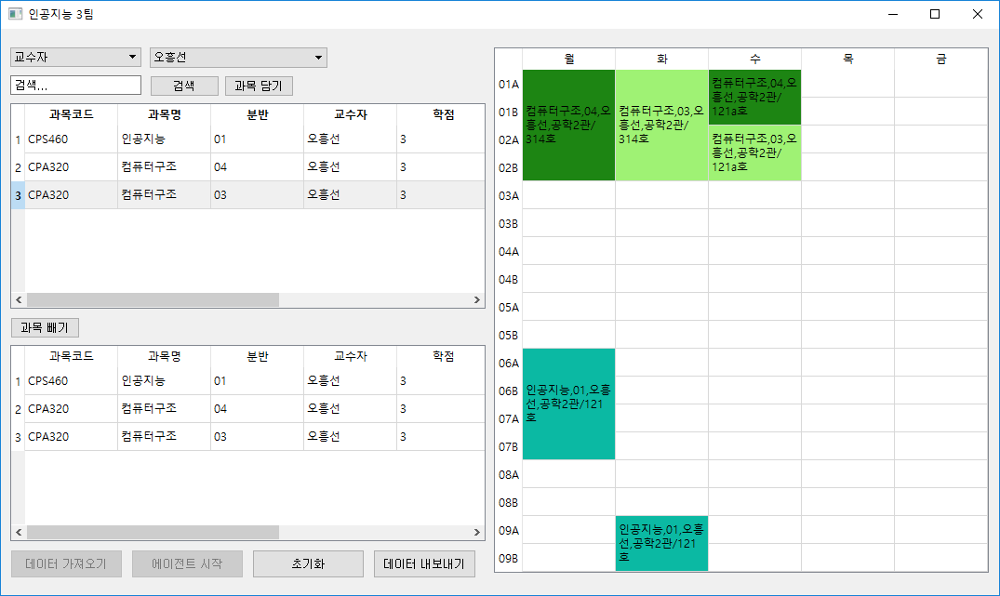 인공지능 3팀
교수자 오흥선
검색... 검색 과목 담기
과목코드 과목명 분반 교수자 학점
1 CPS460 인공지능 01 오흥선 3
2 CPA320 컴퓨터구조 04 오흥선 3
3 CPA320 컴퓨터구조 03 오흥선 3
과목 빼기
과목코드 과목명 분반 교수자 학점
1 CPS460 인공지능 01 오흥선 3
2 CPA320 컴퓨터구조 04 오흥선 3
3 CPA320 컴퓨터구조 03 오흥선 3
데이터 가져오기 에이전트 시작 초기화 데이터 내보내기
월 화 수 목 금
01A
01B
02A
02B
03A
03B
04A
04B
05A
05B
06A
06B
07A
07B
08A
08B
09A
09B
컴퓨터구조,04,오
흥선,공학2관/
314호
컴퓨터구조,03,오
흥선,공학2관/
314호
컴퓨터구조,04,오
흥선,공학2관/
121a호
컴퓨터구조,03,오
흥선,공학2관/
121a호
인공지능,01,오흥
선,공학2관/121
호
인공지능,01,오흥
선,공학2관/121
호